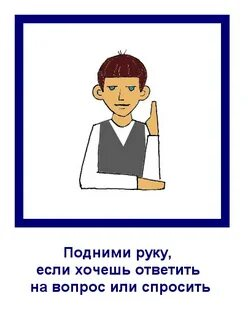 Подними руку,
если хочешь ответить
на вопрос или спросить